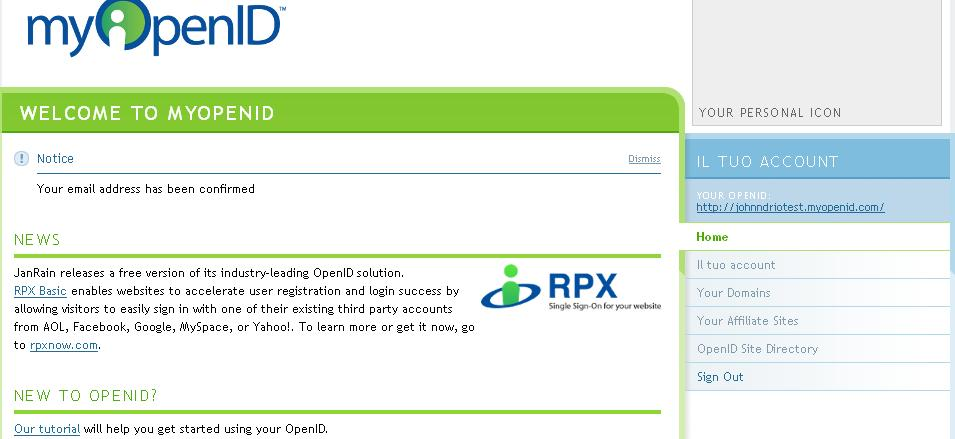 myOpenID™
YOUR PERSONAL ICON
WELCOME TO MYOPENID
! Notice Dismiss
Your email address has been confirmed
NEWS
JanRain releases a free version of its industry-leading OpenID solution.
RPX Basic enables websites to accelerate user registration and login success by
allowing visitors to easily sign in with one of their existing third party accounts
from AOL, Facebook, Google, MySpace, or Yahoo!. To learn more or get it now, go
to rpxnow.com.
RPX
Single Sign-On for your website
NEW TO OPENID?
Our tutorial will help you get started using your OpenID.
IL TUO ACCOUNT
YOUR OPENID:
http://johnndriotest.myopenid.com/
Home
Il tuo account
Your Domains
Your Affiliate Sites
OpenID Site Directory
Sign Out